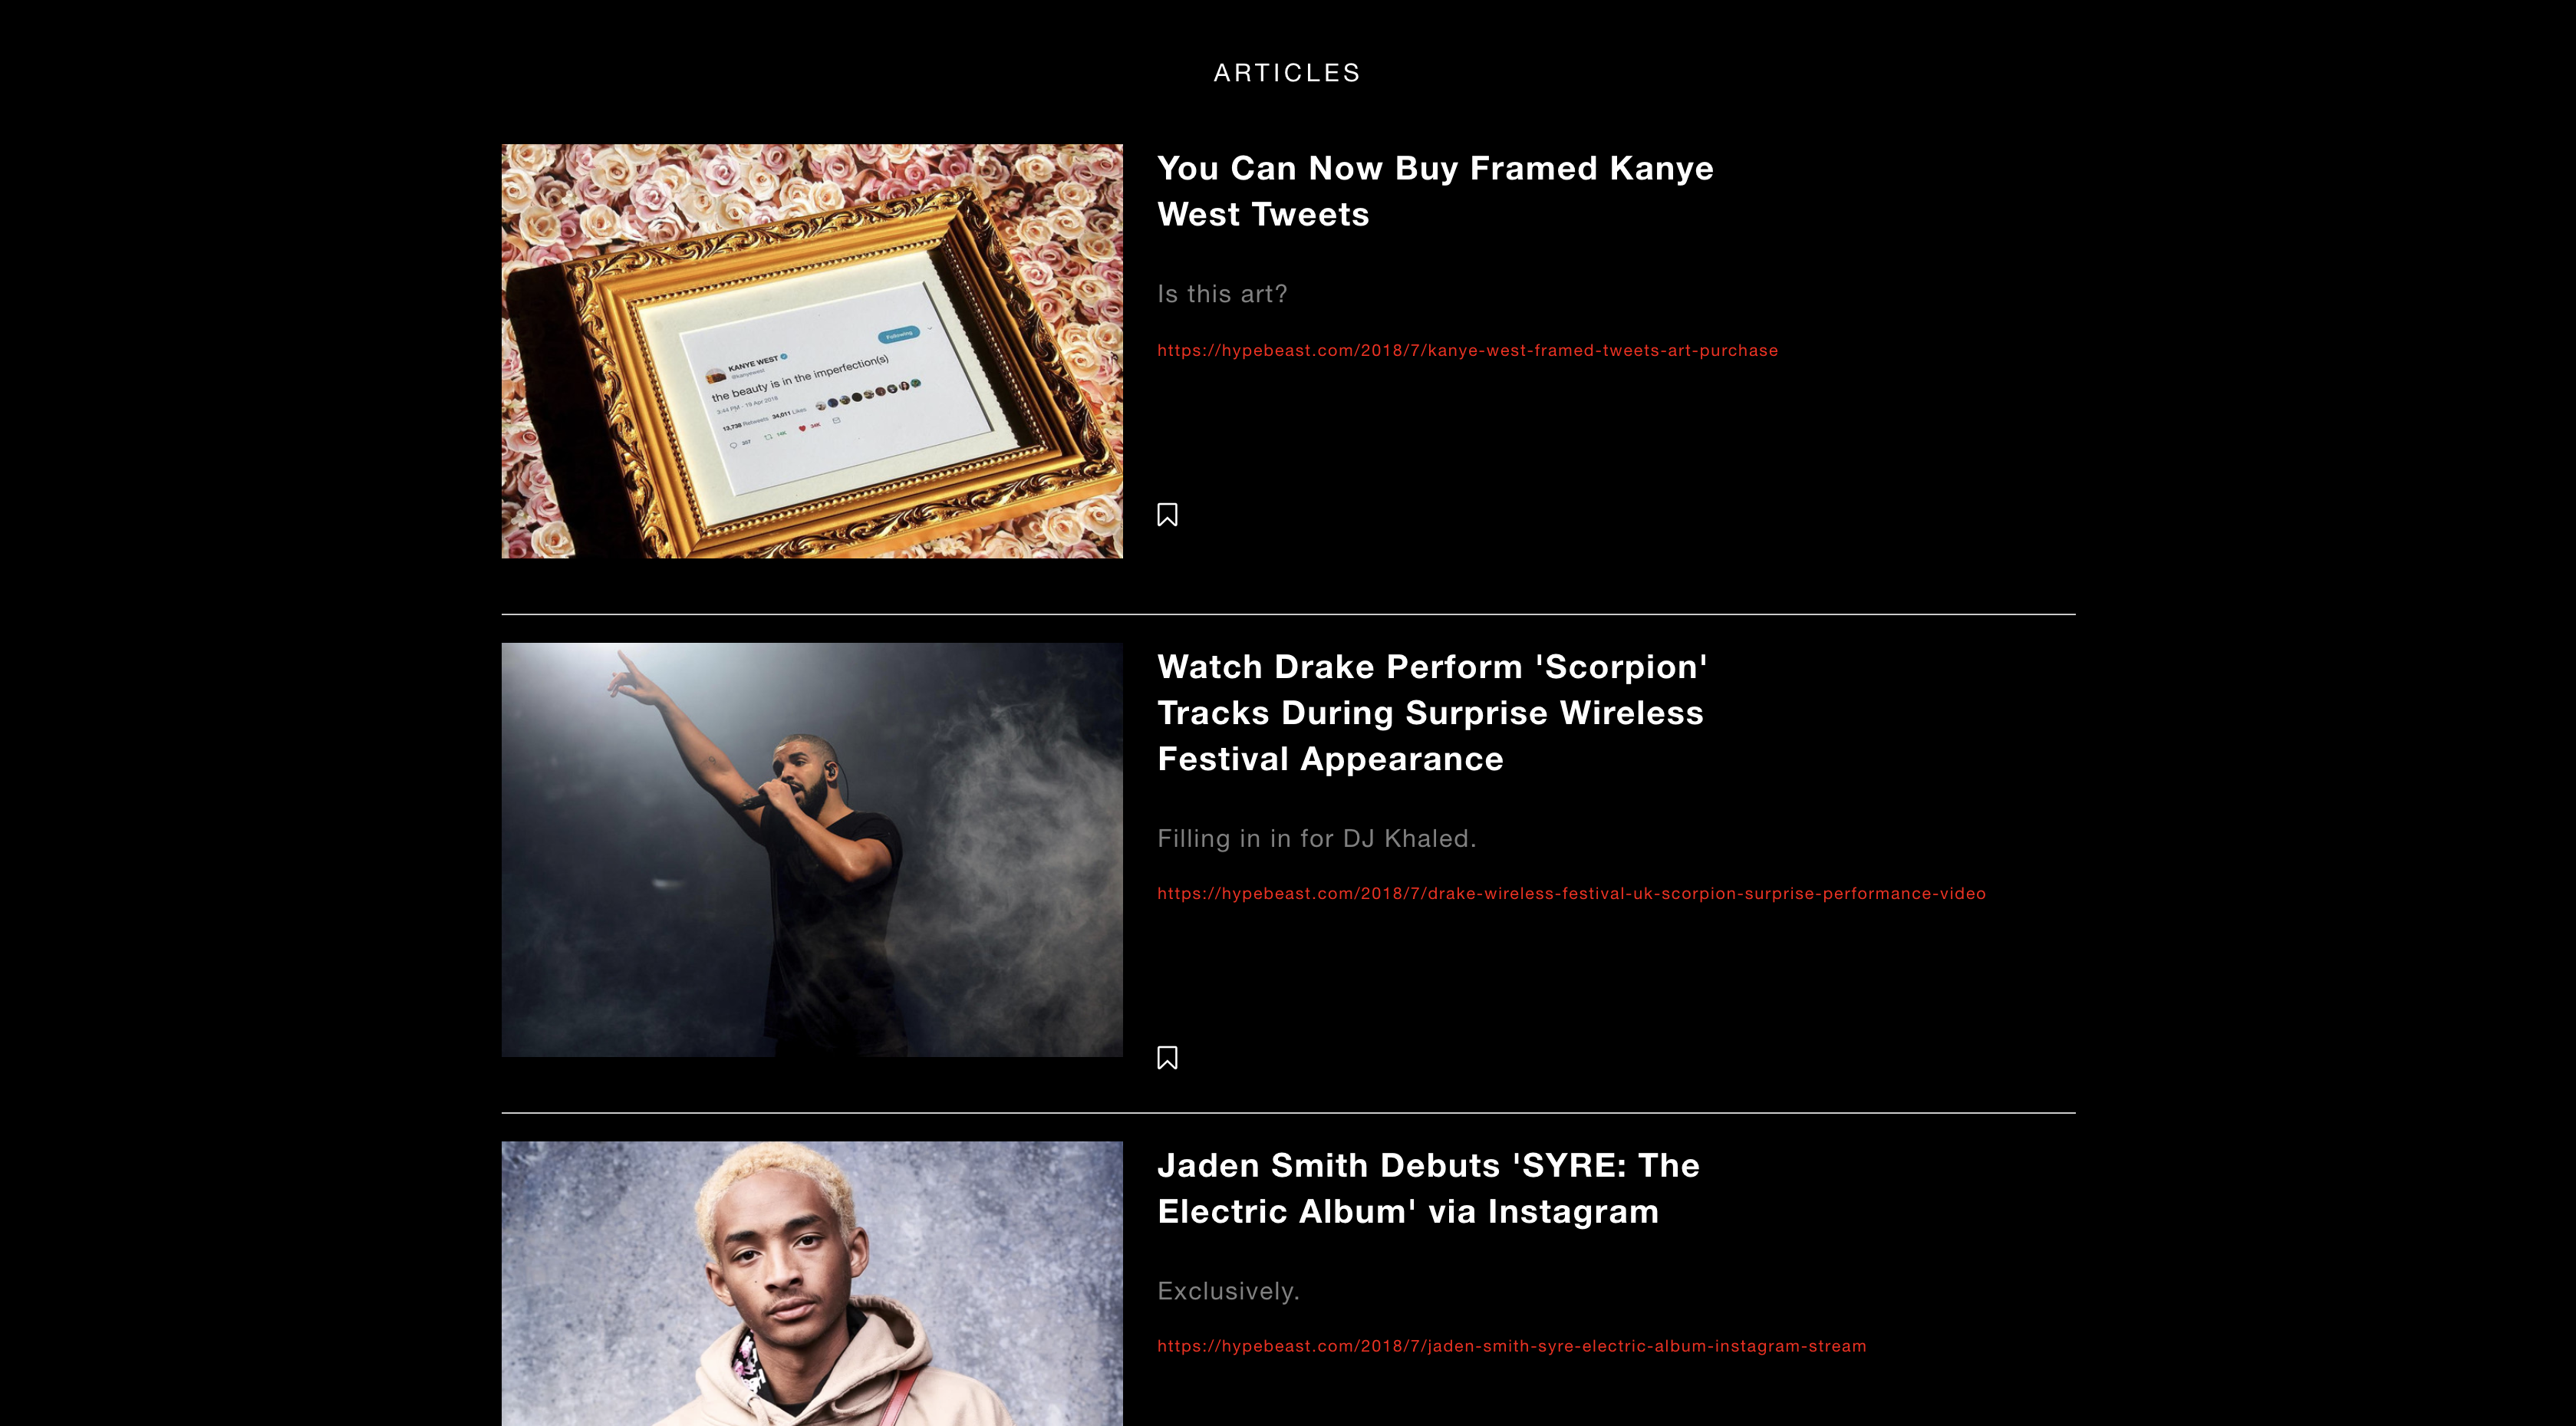 ARTICLES
You Can Now Buy Framed Kanye
West Tweets
Is this art?
https://hypebeast.com/2018/7/kanye-west-framed-tweets-art-purchase
Following
KANYE WEST
@kanyewest
the beauty is in the imperfection(s)
3:44 PM - 19 Apr 2018
13,738 Retweets 34,011 Likes
207 14K 34K
Watch Drake Perform 'Scorpion'
Tracks During Surprise Wireless
Festival Appearance
Filling in in for DJ Khaled.
https://hypebeast.com/2018/7/drake-wireless-festival-uk-scorpion-surprise-performance-video
Jaden Smith Debuts 'SYRE: The
Electric Album' via Instagram
Exclusively.
https://hypebeast.com/2018/7/jaden-smith-syre-electric-album-instagram-stream